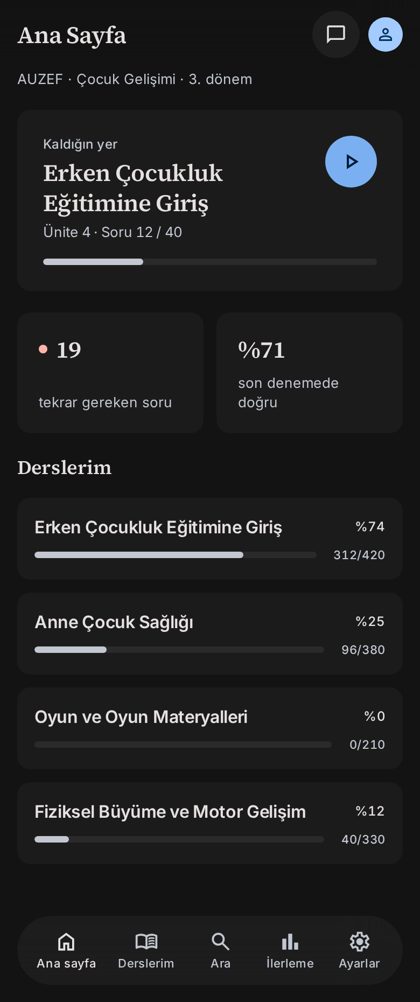 Ana Sayfa
AUZEF · Çocuk Gelişimi · 3. dönem
Kaldığın yer
Erken Çocukluk
Eğitimine Giriş
Ünite 4 · Soru 12 / 40
19
tekrar gereken soru
%71
son denemede
doğru
Derslerim
Erken Çocukluk Eğitimine Giriş %74
312/420
Anne Çocuk Sağlığı %25
96/380
Oyun ve Oyun Materyalleri %0
0/210
Fiziksel Büyüme ve Motor Gelişim %12
40/330
Ana sayfa Derslerim Ara İlerleme Ayarlar